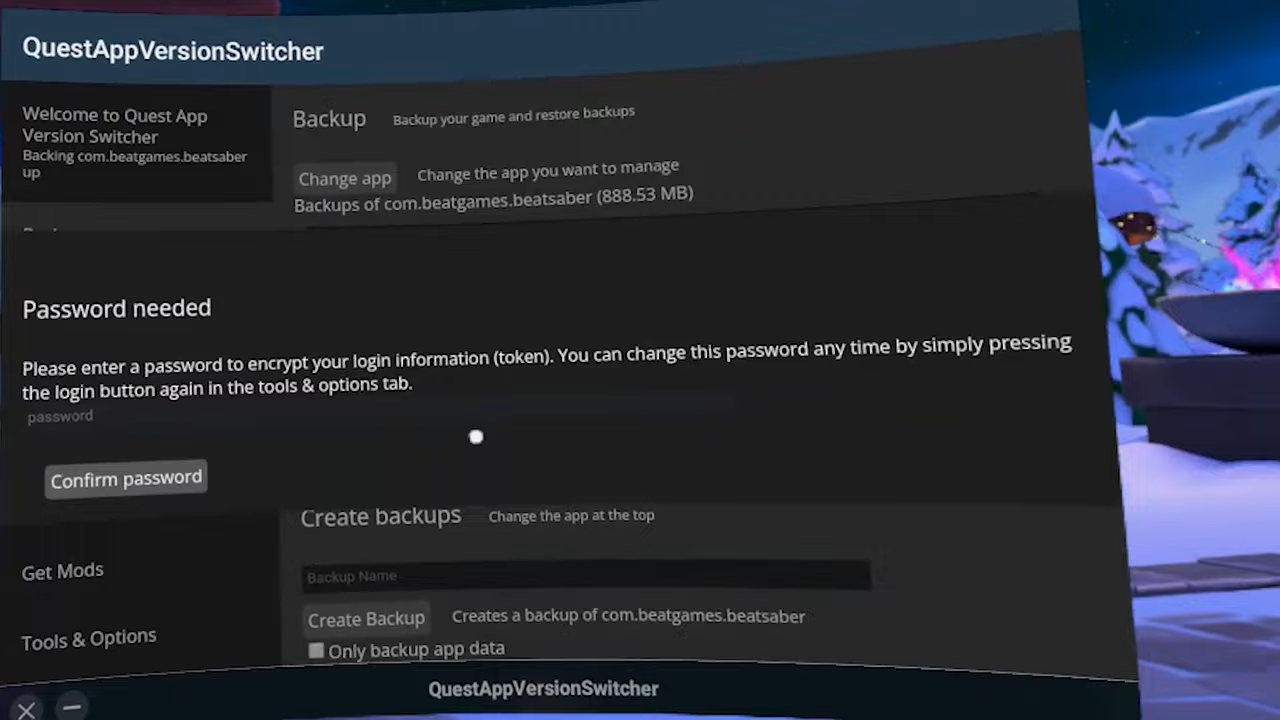 QuestAppVersionSwitcher
Welcome to Quest App
Version Switcher
Backing com.beatgames.beatsaber
up
Backup
Backup your game and restore backups
Change app
Change the app you want to manage
Backups of com.beatgames.beatsaber (888.53 MB)
Password needed
Please enter a password to encrypt your login information (token). You can change this password any time by simply pressing
the login button again in the tools & options tab.
password
Confirm password
Create backups
Change the app at the top
Get Mods
Backup Name
Create Backup
Creates a backup of com.beatgames.beatsaber
Tools & Options
Only backup app data
QuestAppVersionSwitcher